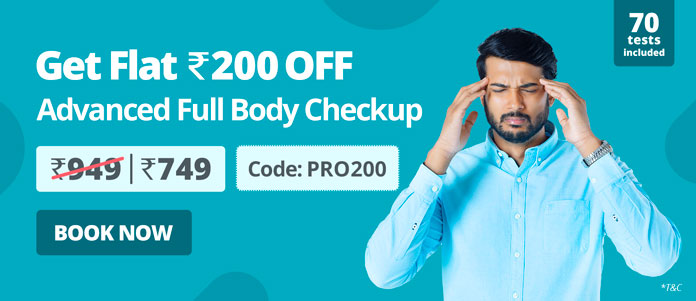 Get Flat ₹200 OFF
Advanced Full Body Checkup
₹949 | ₹749
Code: PRO200
BOOK NOW
70
tests
included
*T&C